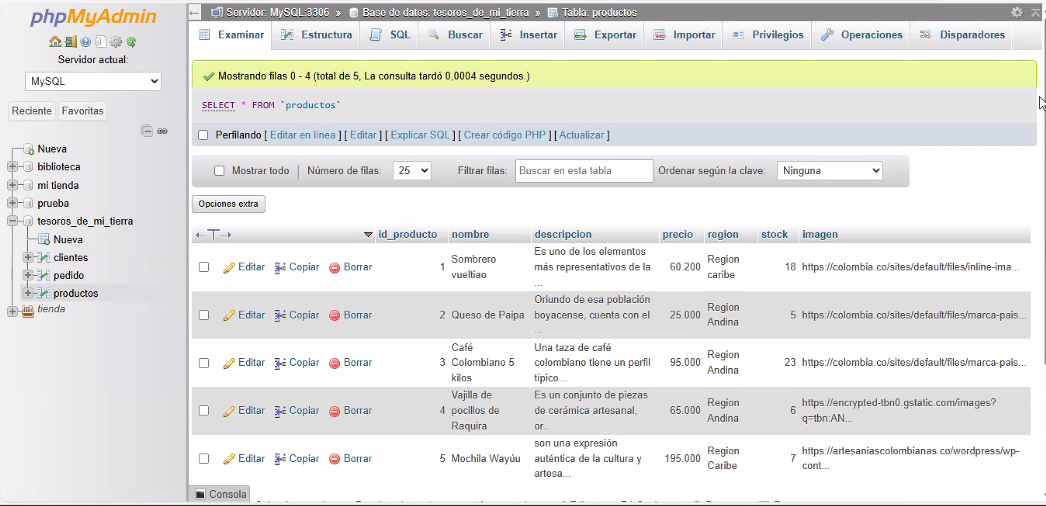 phpMyAdmin
Servidor actual:
MySQL
Reciente Favoritas
Nueva
biblioteca
mi tienda
prueba
tesoros_de_mi_tierra
Nueva
clientes
pedido
productos
tienda
Servidor: MySQL:3306 » Base de datos: tesoros_de_mi_tierra » Tabla: productos
Examinar Estructura SQL Buscar Insertar Exportar Importar Privilegios Operaciones Disparadores
Mostrando filas 0 - 4 (total de 5, La consulta tardó 0,0004 segundos.)
SELECT * FROM `productos`
Perfilando [ Editar en línea ] [ Editar ] [ Explicar SQL ] [ Crear código PHP ] [ Actualizar ]
Mostrar todo | Número de filas: 25 Filtrar filas: Buscar en esta tabla Ordenar según la clave: Ninguna
Opciones extra
id_producto nombre descripcion precio region stock imagen
Editar Copiar Borrar 1 Sombrero vueltiao Es uno de los elementos más representativos de la ... 60.200 Region caribe 18 https://colombia.co/sites/default/files/inline-ima...
Editar Copiar Borrar 2 Queso de Paipa Oriundo de esa población boyacense, cuenta con el ... 25.000 Region Andina 5 https://colombia.co/sites/default/files/marca-pais...
Editar Copiar Borrar 3 Café Colombiano 5 kilos Una taza de café colombiano tiene un perfil típico... 95.000 Region Andina 23 https://colombia.co/sites/default/files/marca-pais...
Editar Copiar Borrar 4 Vajilla de pocillos de Raquira Es un conjunto de piezas de cerámica artesanal, or... 65.000 Region Andina 6 https://encrypted-tbn0.gstatic.com/images?q=tbn:AN...
Editar Copiar Borrar 5 Mochila Wayúu son una expresión auténtica de la cultura y artesa... 195.000 Region Caribe 7 https://artesaniascolombianas.co/wordpress/wp-cont...
Consola